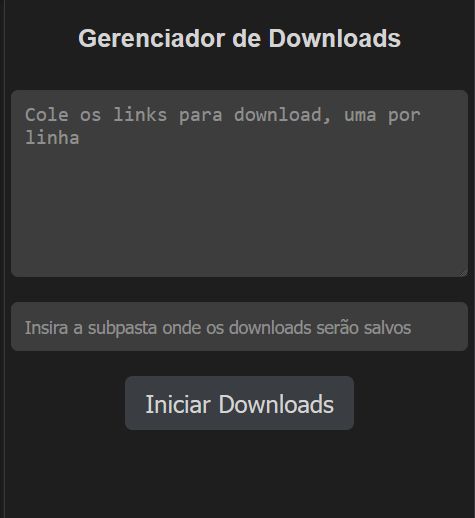 Gerenciador de Downloads
Cole os links para download, uma por
linha
Insira a subpasta onde os downloads serão salvos
Iniciar Downloads